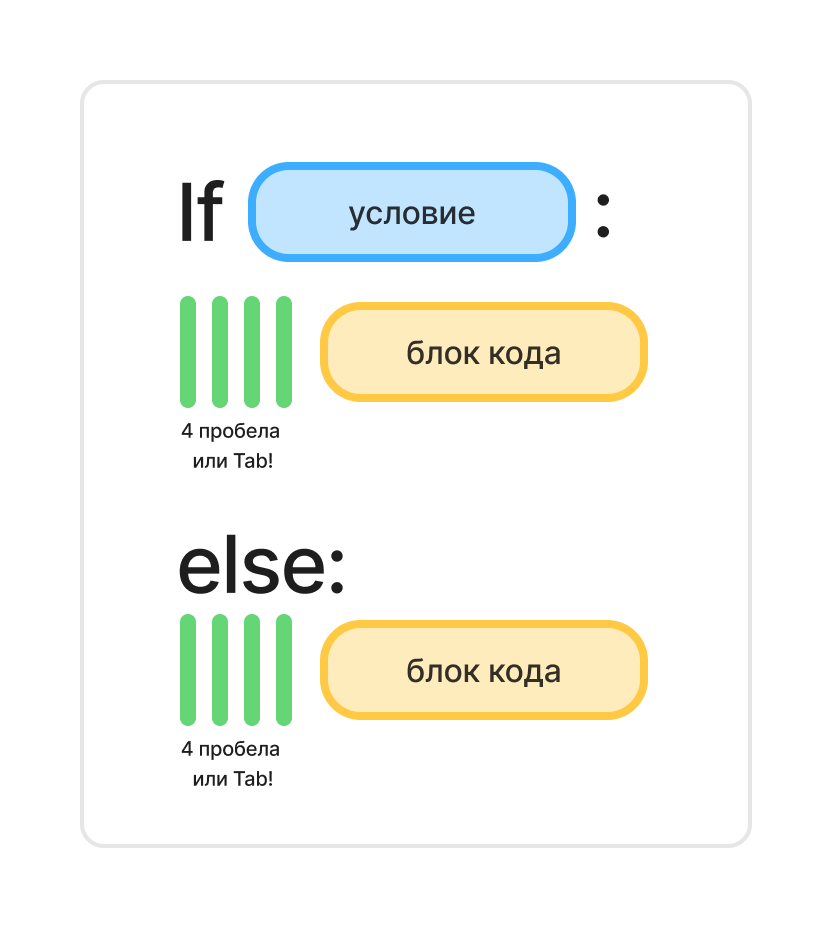 If условие :
блок кода
4 пробела
или Tab!
else:
блок кода
4 пробела
или Tab!